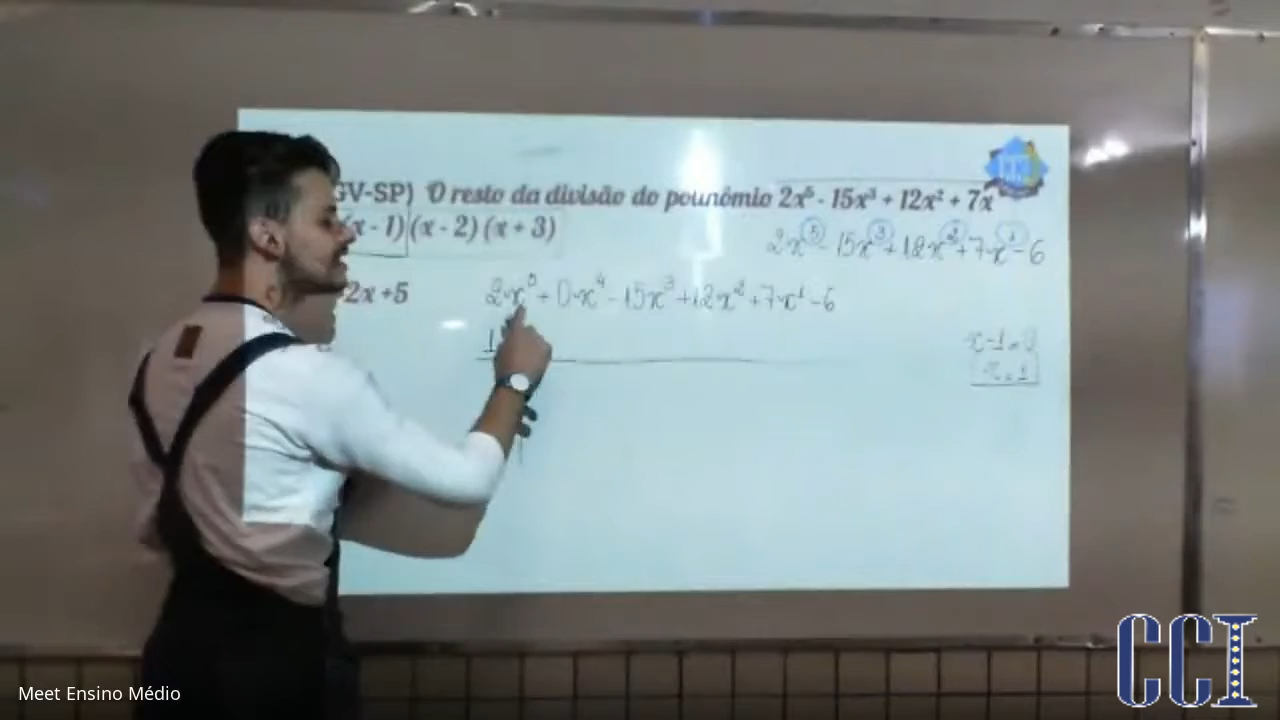 GV-SP) O resto da divisão do polinômio 2x⁵ - 15x³ + 12x² + 7x
(x - 1) (x - 2) (x + 3)
2x⁵ - 15x³ + 12x² + 7x¹ - 6
2x + 5
2x⁵ + 0x⁴ - 15x³ + 12x² + 7x¹ - 6
1
x - 1 = 0
x = 1
CCI
Meet Ensino Médio